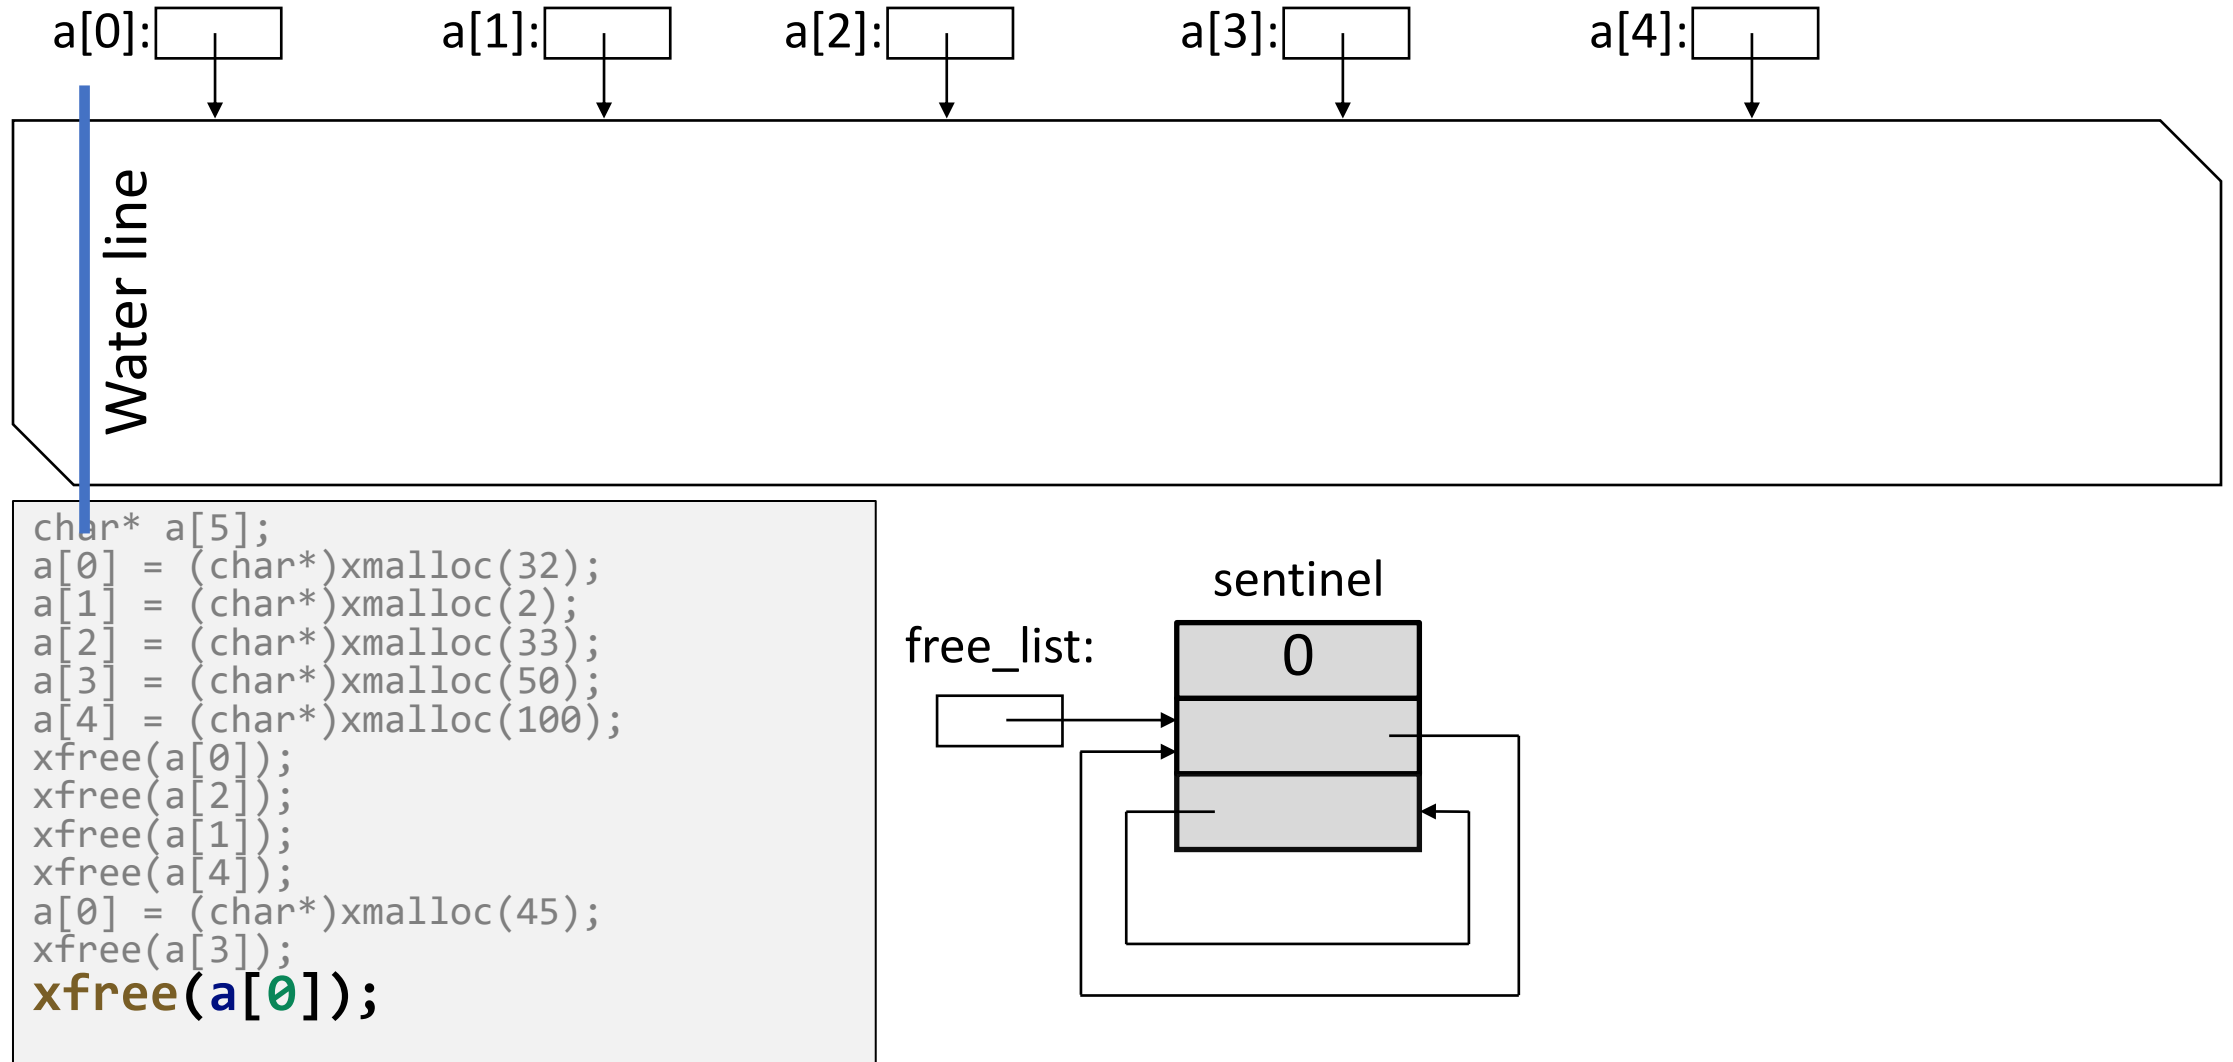 a[0]: a[1]: a[2]: a[3]: a[4]:
Water line
char* a[5];
a[0] = (char*)xmalloc(32);
a[1] = (char*)xmalloc(2);
a[2] = (char*)xmalloc(33);
a[3] = (char*)xmalloc(50);
a[4] = (char*)xmalloc(100);
xfree(a[0]);
xfree(a[2]);
xfree(a[1]);
xfree(a[4]);
a[0] = (char*)xmalloc(45);
xfree(a[3]);
xfree(a[0]);
sentinel
free_list:
0